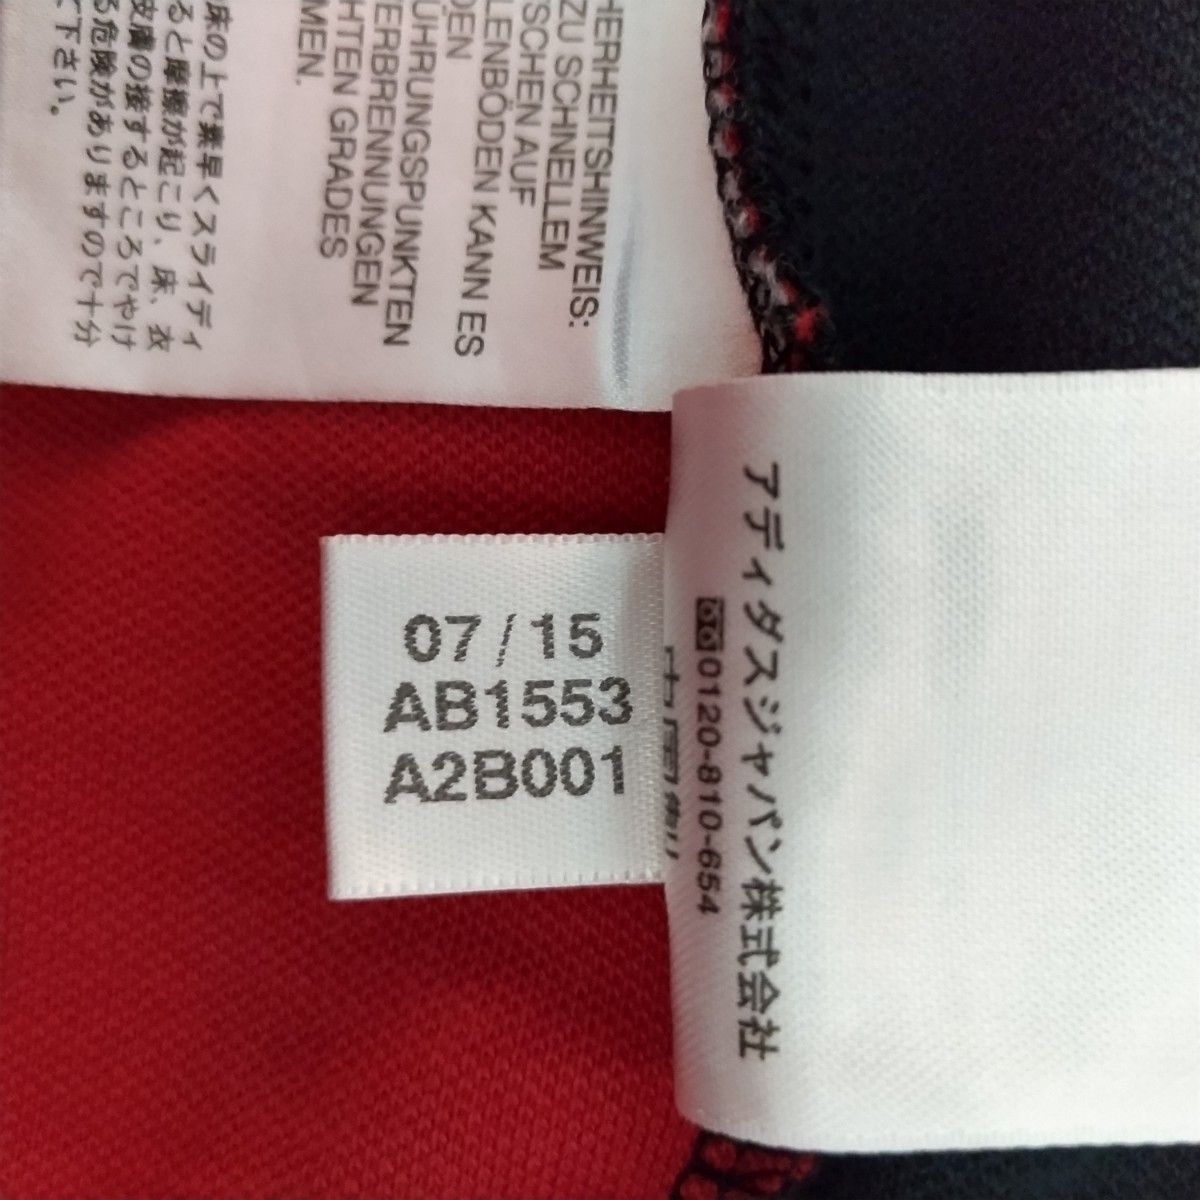 HERHEITSHINWEIS:
ZU SCHNELLEM
SCHEN AUF
LENBÖDEN KANN ES
DEN
ÜHRUNGSPUNKTEN
ERBRENNUNGEN
HTEN GRADES
MEN.
床の上で素早くスライディ
ると摩擦が起こり、床、衣
皮膚の接するところでやけ
る危険がありますので十分
て下さい。
07/15
AB1553
A2B001
アディダスジャパン株式会社
0120-810-654